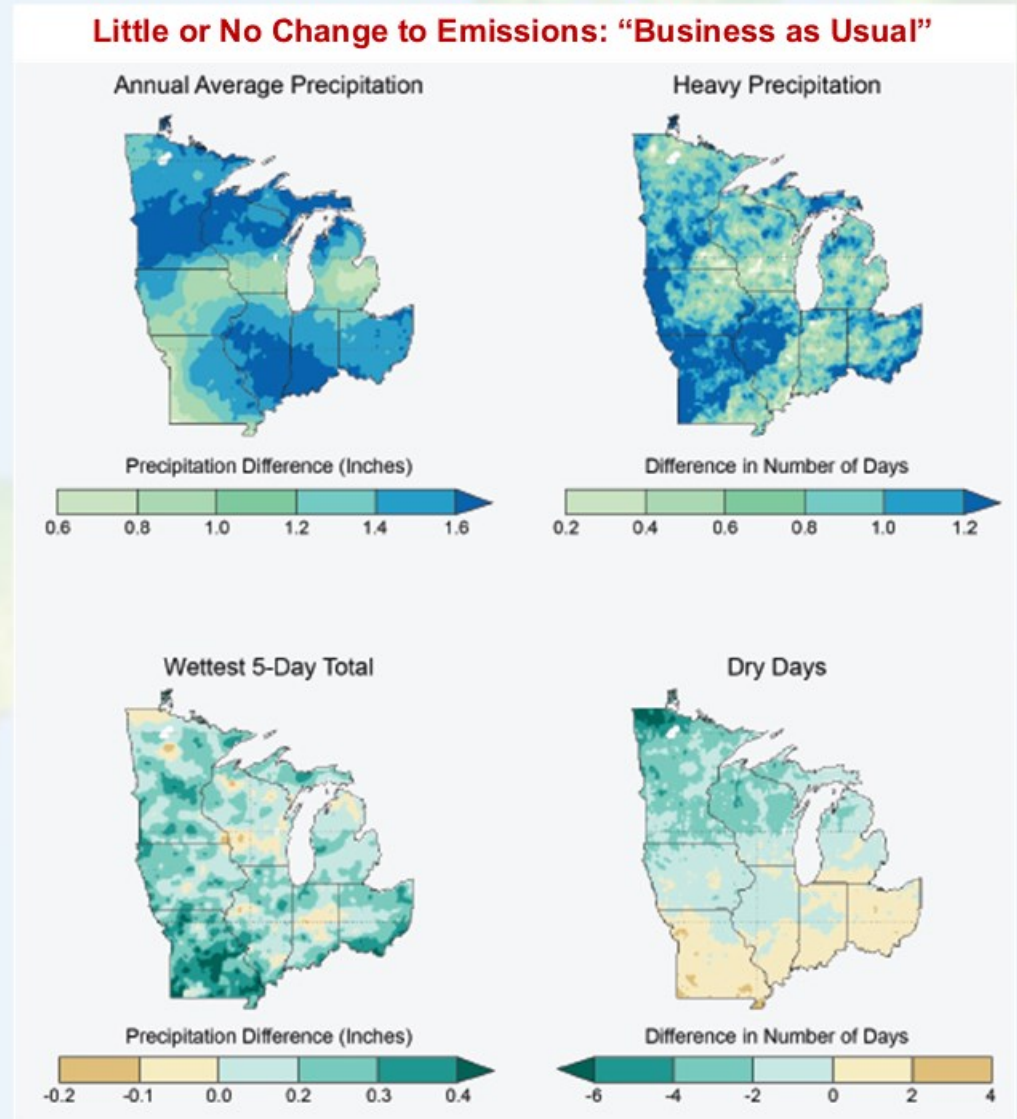 Little or No Change to Emissions: “Business as Usual”
Annual Average Precipitation
Heavy Precipitation
Precipitation Difference (Inches)
0.6 0.8 1.0 1.2 1.4 1.6
Difference in Number of Days
0.2 0.4 0.6 0.8 1.0 1.2
Wettest 5-Day Total
Dry Days
Precipitation Difference (Inches)
-0.2 -0.1 0.0 0.2 0.3 0.4
Difference in Number of Days
-6 -4 -2 0 2 4